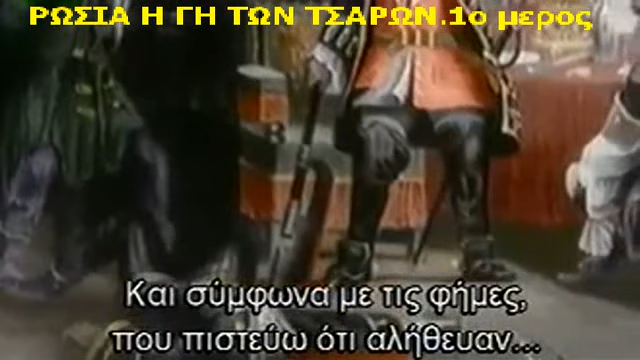 ΡΩΣΙΑ Η ΓΗ ΤΩΝ ΤΣΑΡΩΝ.1ο μερος
Και σύμφωνα με τις φήμες,
που πιστεύω ότι αλήθευαν...